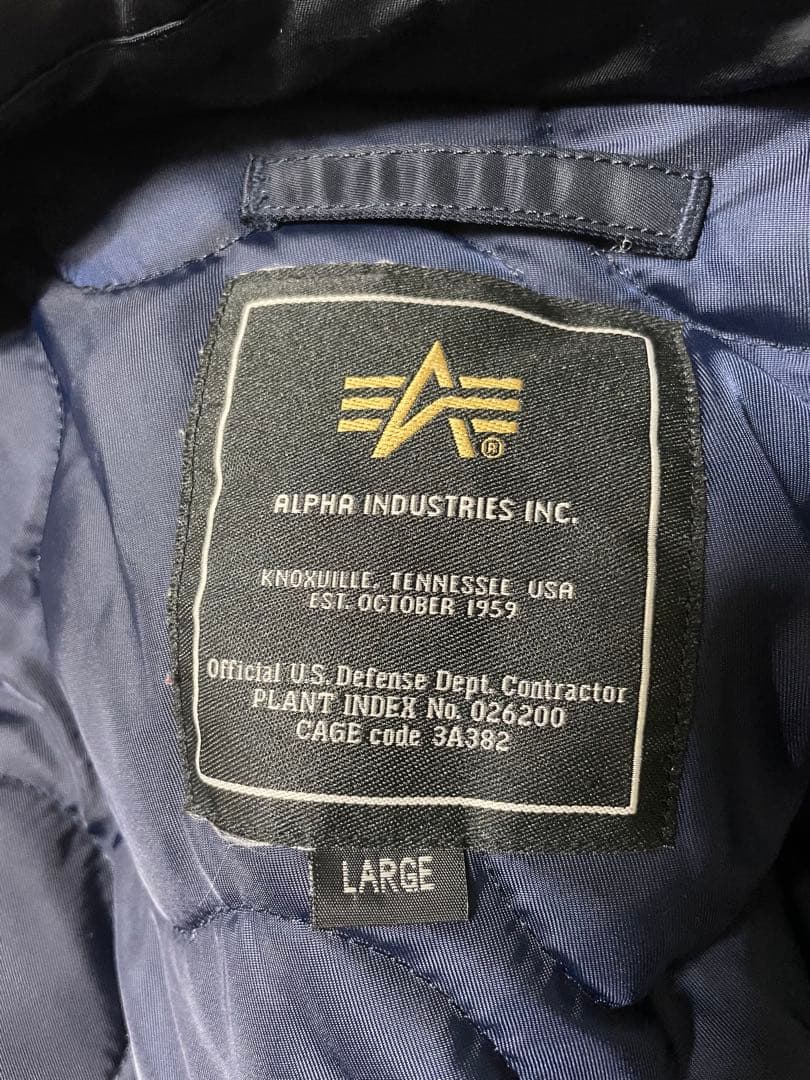 ®
ALPHA INDUSTRIES INC.
KNOXVILLE, TENNESSEE USA
EST. OCTOBER 1959
Official U.S. Defense Dept. Contractor
PLANT INDEX No. 026200
CAGE code 3A382
LARGE